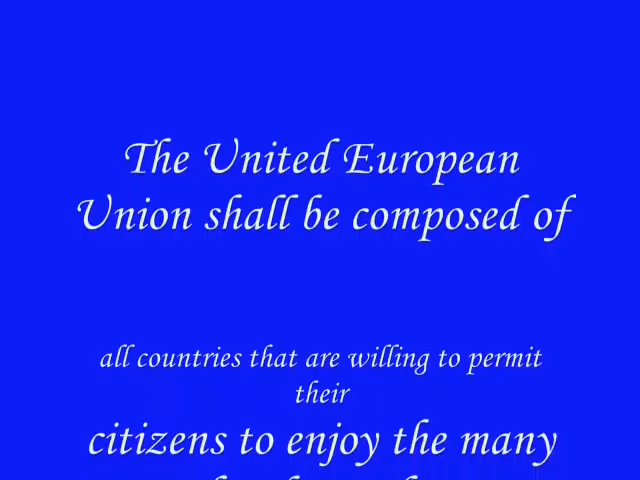 The United European
Union shall be composed of
all countries that are willing to permit
their
citizens to enjoy the many